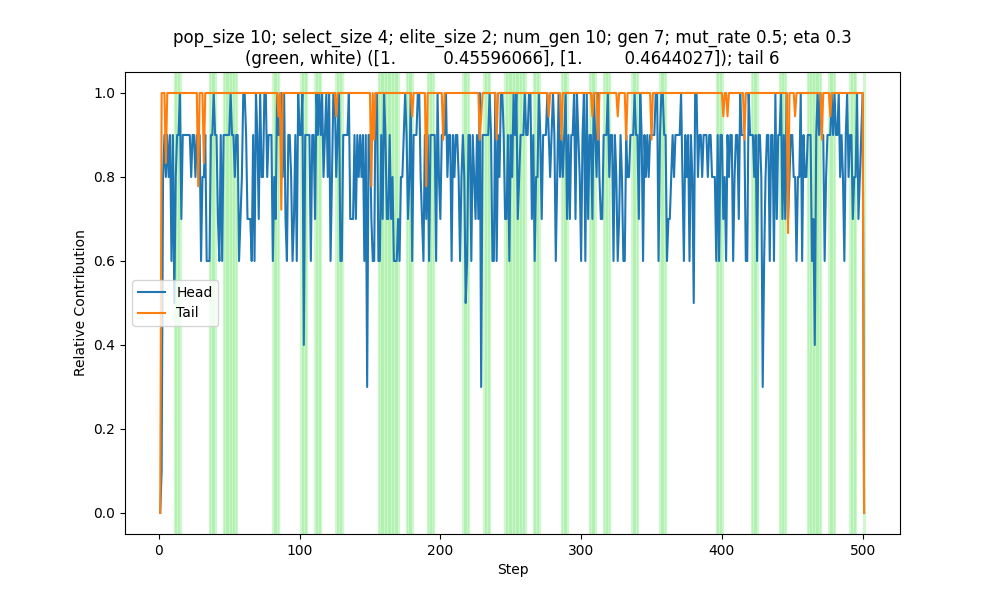 pop_size 10; select_size 4; elite_size 2; num_gen 10; gen 7; mut_rate 0.5; eta 0.3
(green, white) ([1.          0.45596066], [1.         0.4644027]); tail 6
1.0
0.8
0.6
0.4
0.2
0.0
Relative Contribution
Head
Tail
0
100
200
300
400
500
Step